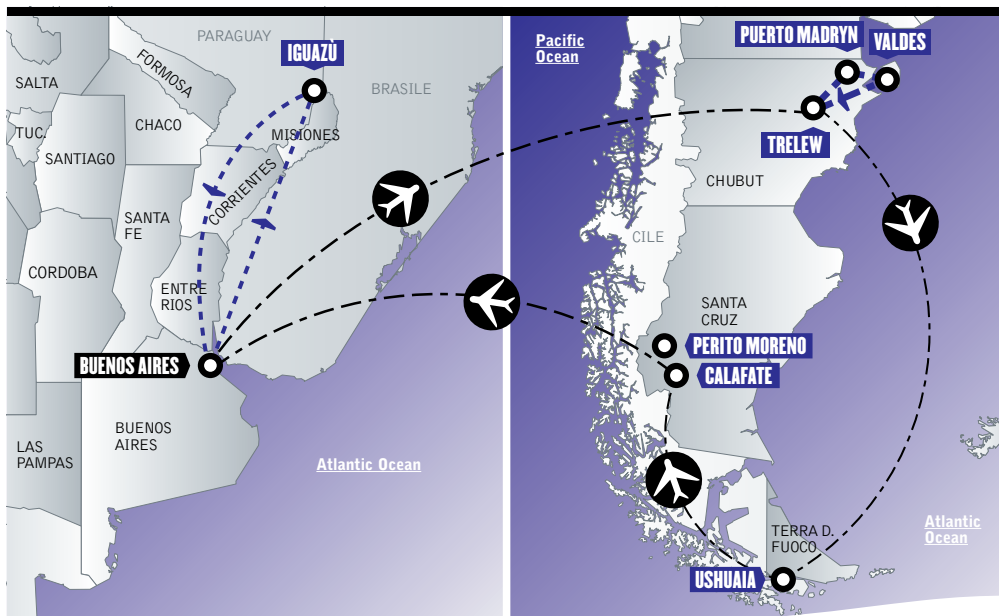 PARAGUAY
IGUAZÙ
FORMOSA
SALTA
BRASILE
CHACO
TUC.
MISIONES
SANTIAGO
CORRIENTES
SANTA
FE
CORDOBA
ENTRE
RIOS
BUENOS AIRES
BUENOS
AIRES
LAS
PAMPAS
Atlantic Ocean
Pacific
Ocean
PUERTO MADRYN
VALDES
TRELEW
CHUBUT
CILE
SANTA
CRUZ
PERITO MORENO
CALAFATE
TERRA D.
FUOCO
Atlantic
Ocean
USHUAIA